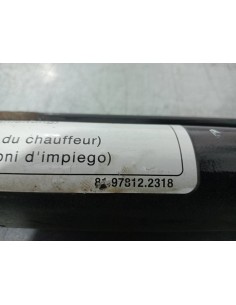 du chauffeur)
oni d'impiego)
81 97812.2318